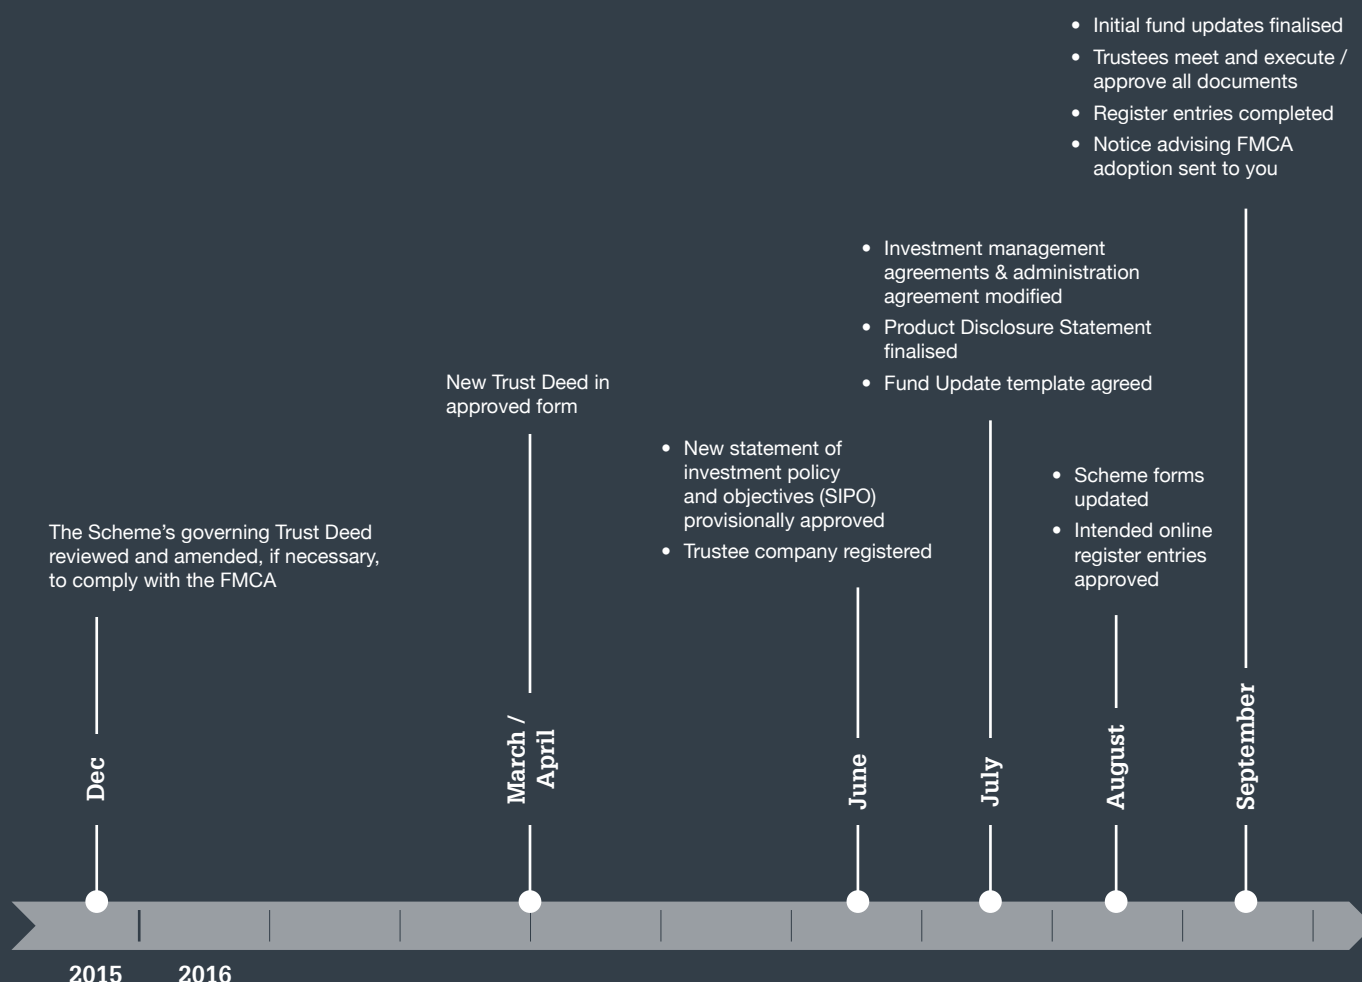 • Initial fund updates finalised
• Trustees meet and execute /
approve all documents
• Register entries completed
• Notice advising FMCA
adoption sent to you
• Investment management
agreements & administration
agreement modified
• Product Disclosure Statement
finalised
• Fund Update template agreed
New Trust Deed in
approved form
• New statement of
investment policy
and objectives (SIPO)
provisionally approved
• Trustee company registered
• Scheme forms
updated
• Intended online
register entries
approved
The Scheme’s governing Trust Deed
reviewed and amended, if necessary,
to comply with the FMCA
Dec
March /
April
June
July
August
September
2015
2016